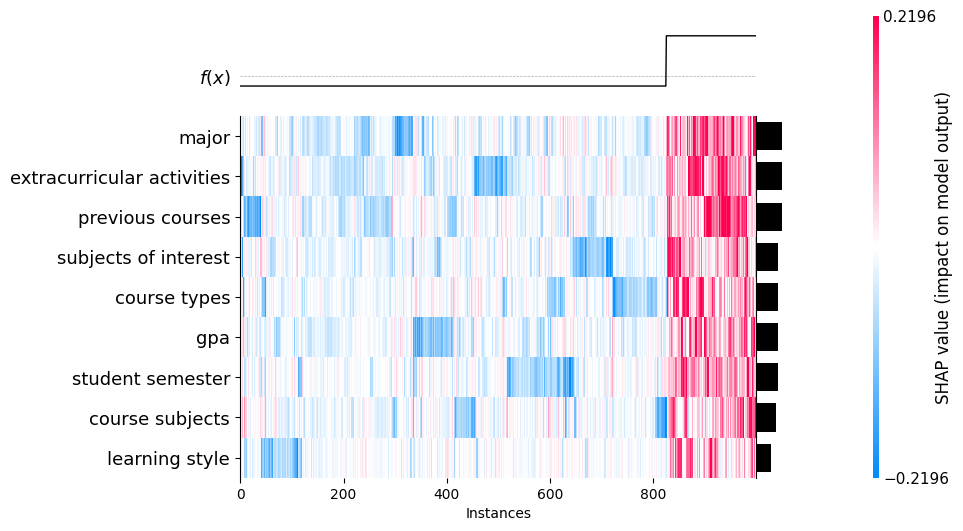 0.2196
f(x)
major
extracurricular activities
previous courses
subjects of interest
course types
gpa
student semester
course subjects
learning style
0 200 400 600 800
Instances
SHAP value (impact on model output)
−0.2196